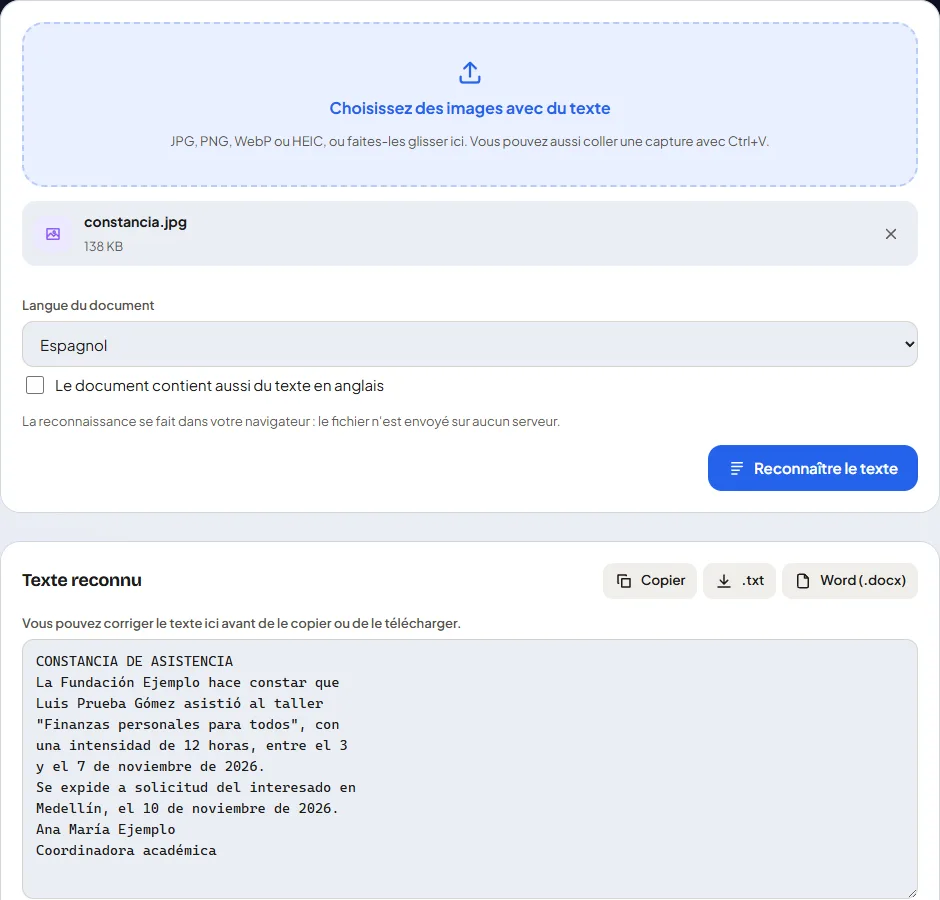 Choisissez des images avec du texte
JPG, PNG, WebP ou HEIC, ou faites-les glisser ici. Vous pouvez aussi coller une capture avec Ctrl+V.
constancia.jpg
138 KB
Langue du document
Espagnol
Le document contient aussi du texte en anglais
La reconnaissance se fait dans votre navigateur : le fichier n'est envoyé sur aucun serveur.
Reconnaître le texte
Texte reconnu
Copier
.txt
Word (.docx)
Vous pouvez corriger le texte ici avant de le copier ou de le télécharger.
CONSTANCIA DE ASISTENCIA
La Fundación Ejemplo hace constar que
Luis Prueba Gómez asistió al taller
"Finanzas personales para todos", con
una intensidad de 12 horas, entre el 3
y el 7 de noviembre de 2026.
Se expide a solicitud del interesado en
Medellín, el 10 de noviembre de 2026.
Ana María Ejemplo
Coordinadora académica